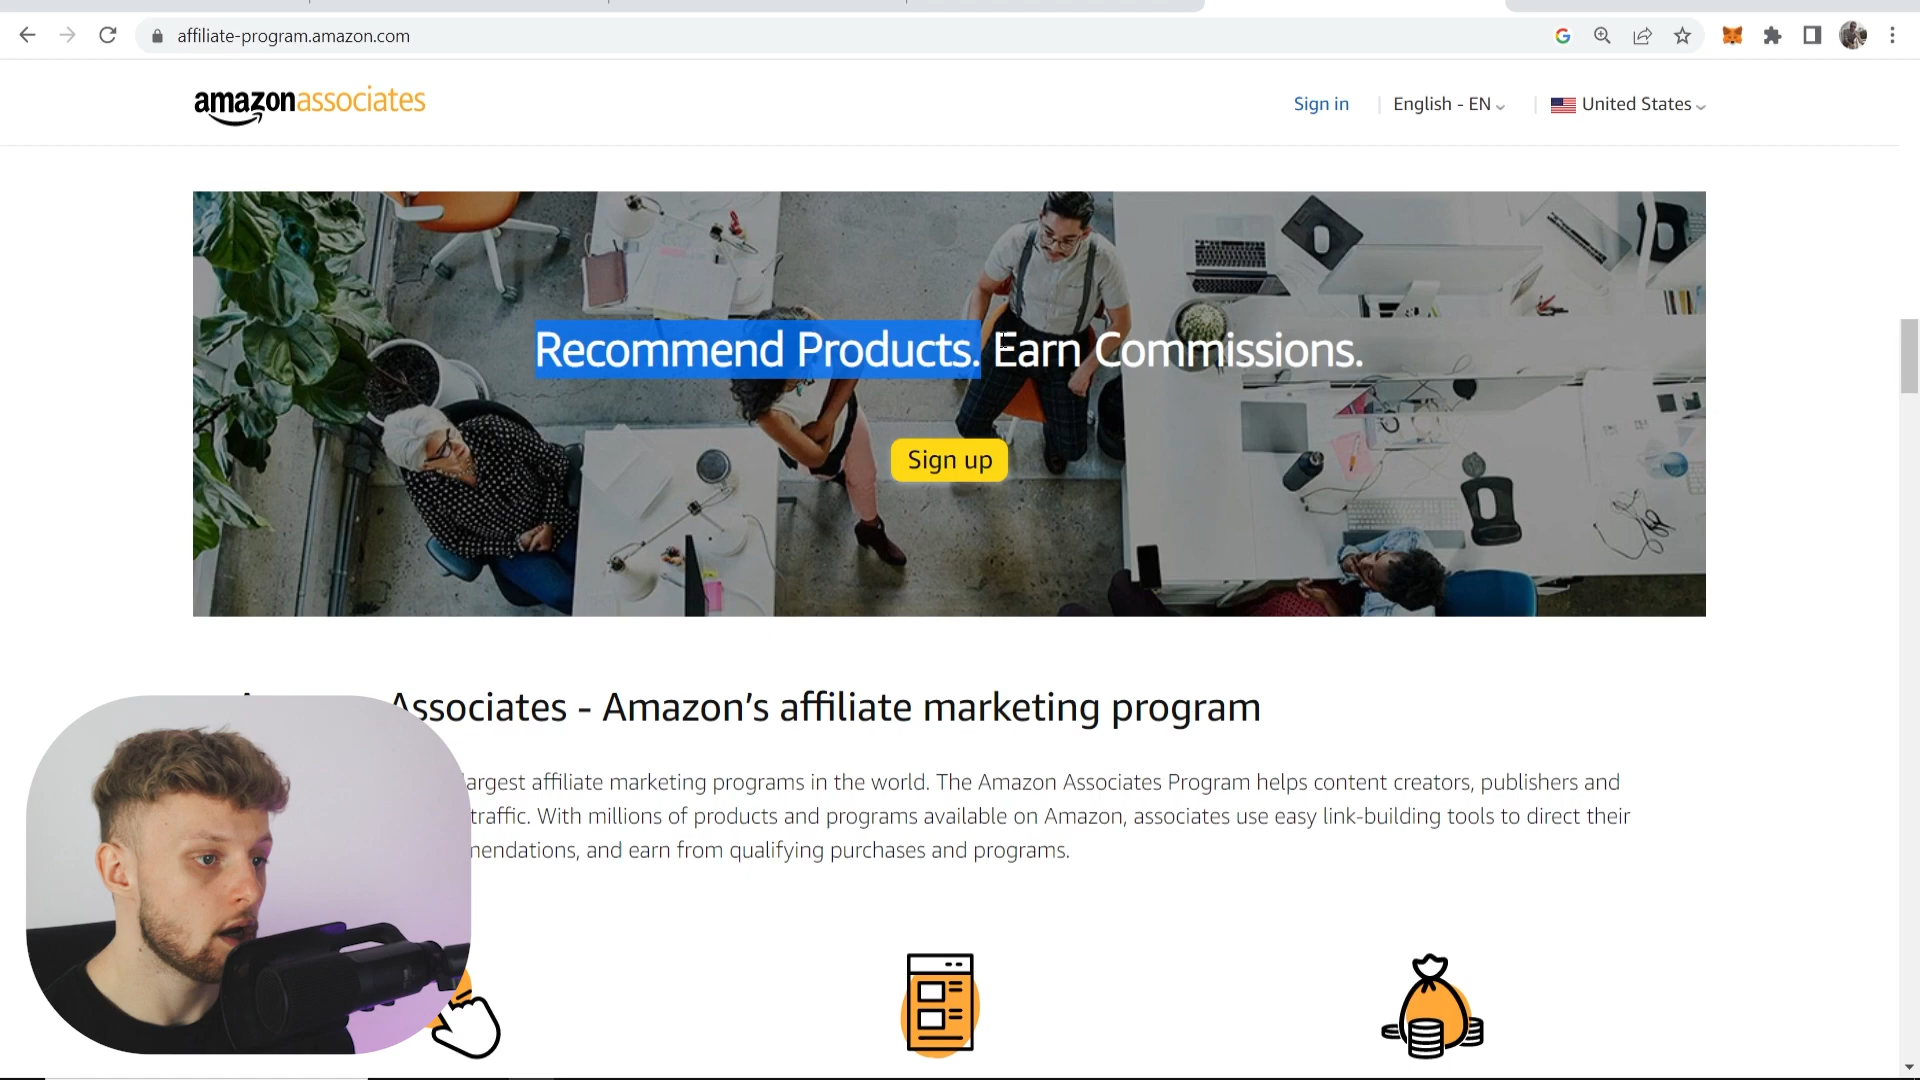 affiliate-program.amazon.com
amazonassociates
Sign in
English - EN
United States
Recommend Products. Earn Commissions.
Sign up
Associates - Amazon's affiliate marketing program
largest affiliate marketing programs in the world. The Amazon Associates Program helps content creators, publishers and
traffic. With millions of products and programs available on Amazon, associates use easy link-building tools to direct their
and earn from qualifying purchases and programs.